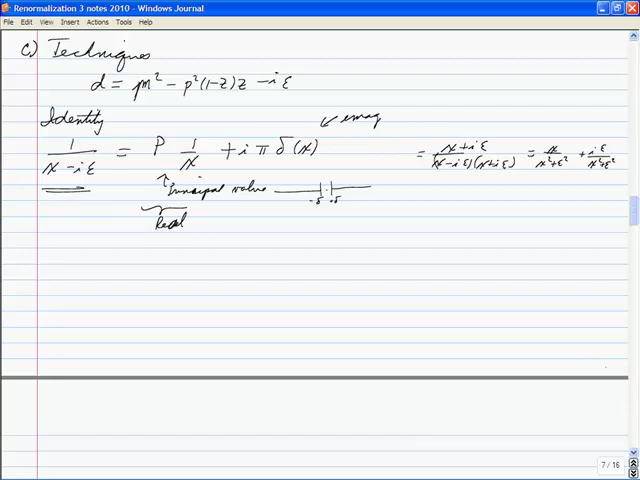 Renormalization 3 notes 2010 - Windows Journal
File Edit View Insert Actions Tools Help
c) Techniques
d = m² - p²(1-z)z - iε
Identity
1/(x - iε) = P 1/x + iπ δ(x) = (x+iε)/((x-iε)(x+iε)) = x/(x²+ε²) + iε/(x²+ε²)
imag
Principal value -δ +δ
Real
7 / 16